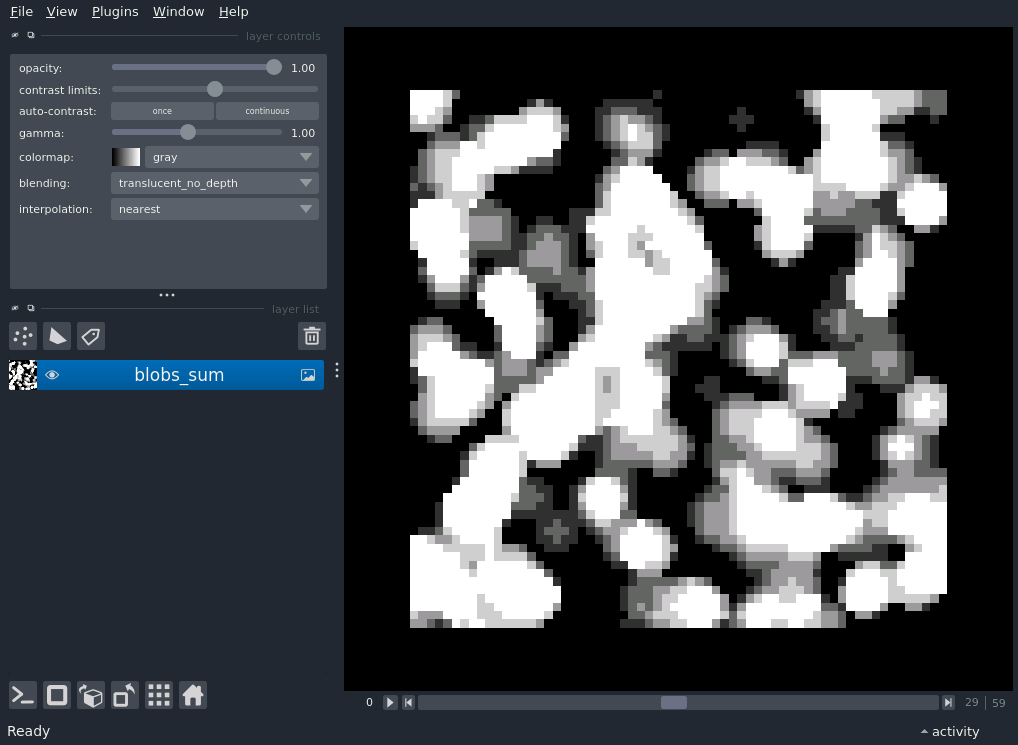 File View Plugins Window Help
layer controls
opacity: 1.00
contrast limits:
auto-contrast: once continuous
gamma: 1.00
colormap: gray
blending: translucent_no_depth
interpolation: nearest
layer list
blobs_sum
0 29 59
Ready activity